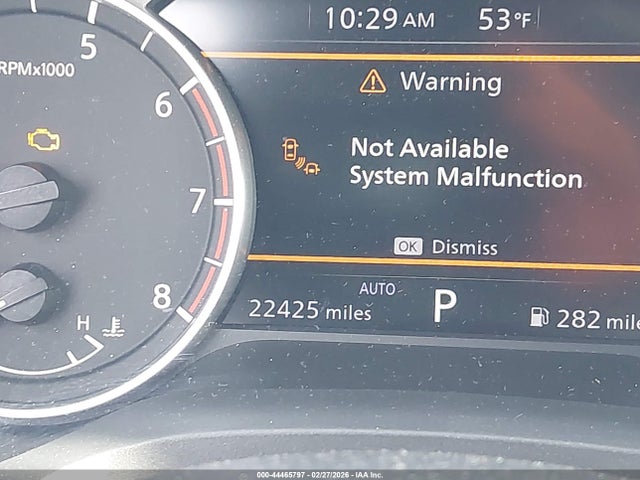 10:29 AM 53°F
5
RPMx1000
Warning
6
Not Available
System Malfunction
7
OK Dismiss
AUTO
8
22425 miles P 282 mile
H
000-44465797 - 02/27/2026 - IAA Inc.